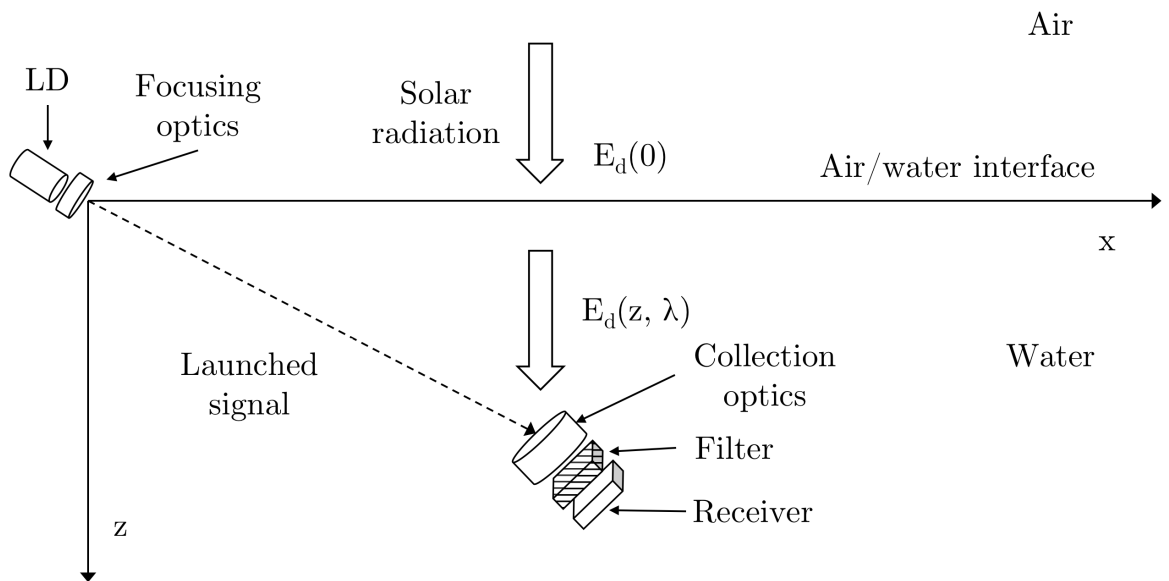 Air
LD
Focusing
optics
Solar
radiation
E_d(0)
Air/water interface
x
E_d(z, λ)
Launched
signal
Collection
optics
Water
Filter
Receiver
z